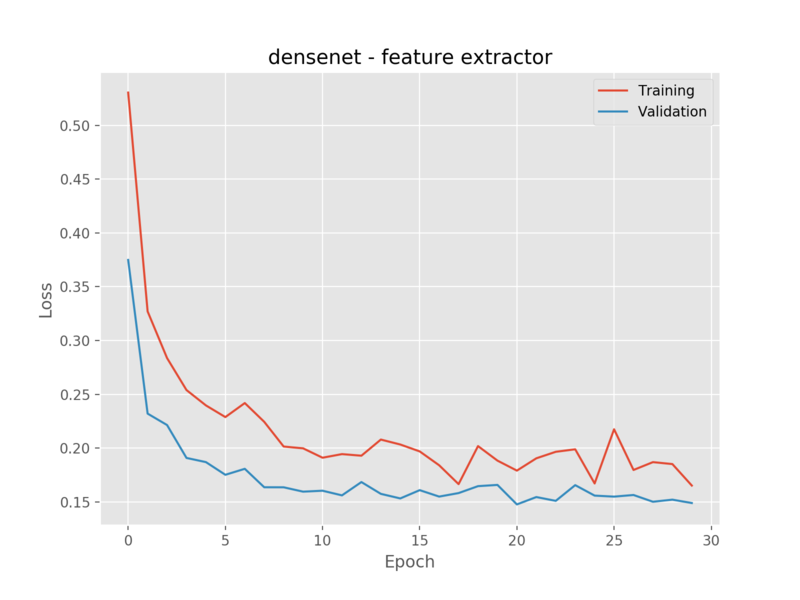 densenet - feature extractor
Training
Validation
0.50
0.45
0.40
0.35
0.30
0.25
0.20
0.15
Loss
0 5 10 15 20 25 30
Epoch